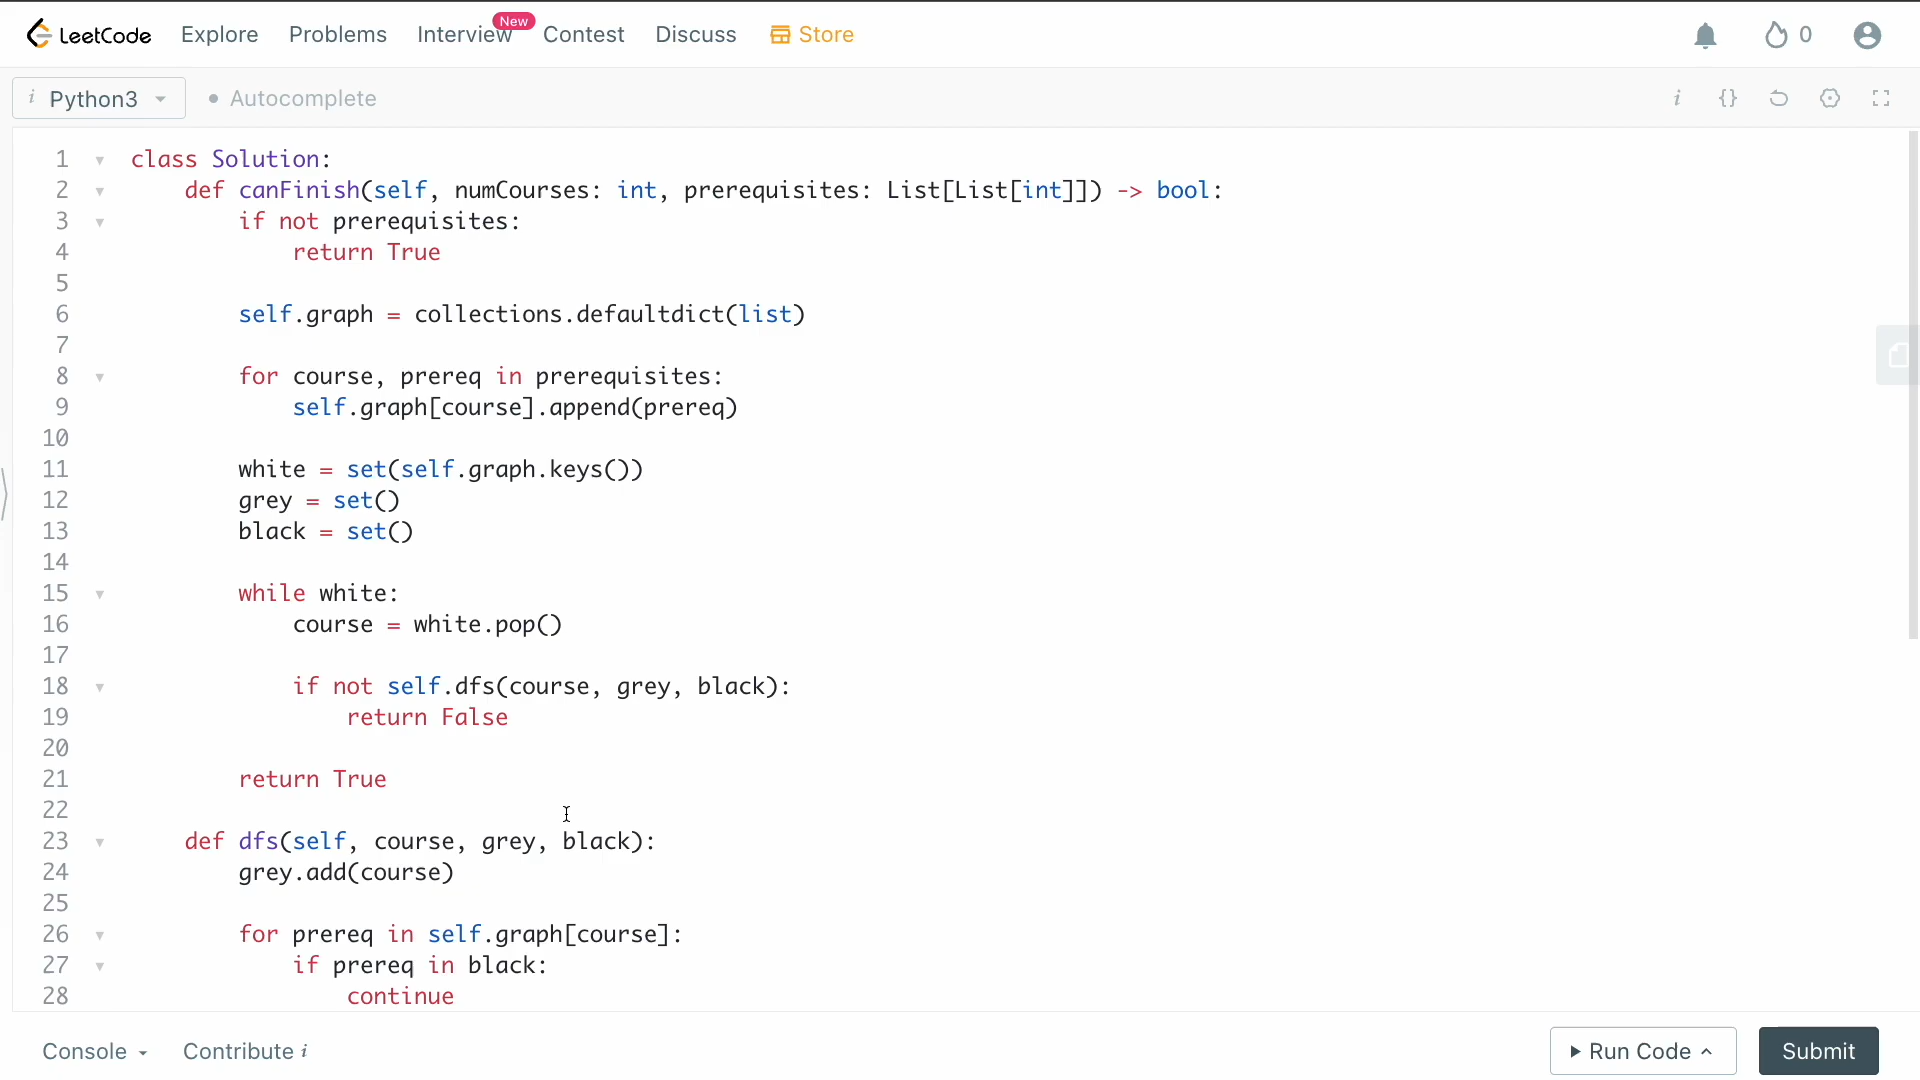 LeetCode Explore Problems Interview New Contest Discuss Store 0
i Python3 Autocomplete i {}
1 class Solution:
2 def canFinish(self, numCourses: int, prerequisites: List[List[int]]) -> bool:
3 if not prerequisites:
4 return True
5
6 self.graph = collections.defaultdict(list)
7
8 for course, prereq in prerequisites:
9 self.graph[course].append(prereq)
10
11 white = set(self.graph.keys())
12 grey = set()
13 black = set()
14
15 while white:
16 course = white.pop()
17
18 if not self.dfs(course, grey, black):
19 return False
20
21 return True
22
23 def dfs(self, course, grey, black):
24 grey.add(course)
25
26 for prereq in self.graph[course]:
27 if prereq in black:
28 continue
Console Contribute i Run Code Submit